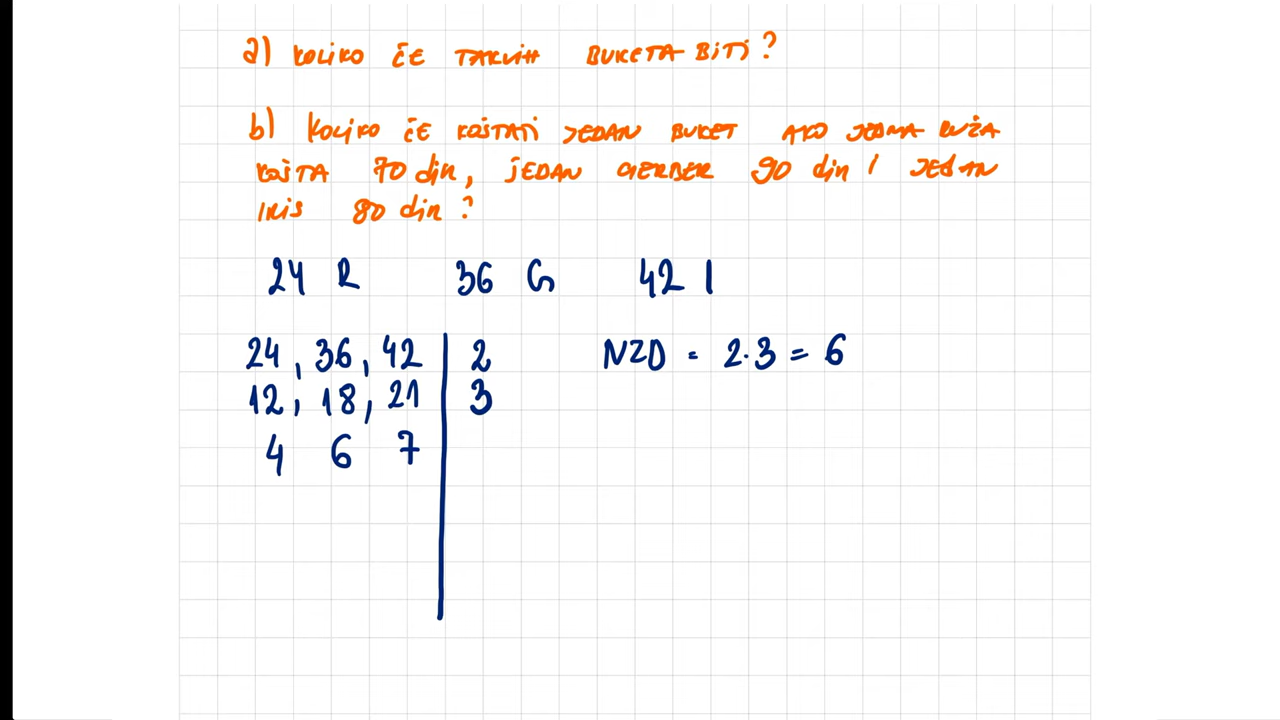 a) KOLIKO ĆE TAKVIH BUKETA BITI?
b) KOLIKO ĆE KOŠTATI JEDAN BUKET AKO JEDNA RUŽA
KOŠTA 70 din, JEDAN GERBER 90 din I JEDAN
IRIS 80 din?
24 R 36 G 42 I
24, 36, 42 | 2 NZD = 2·3 = 6
12, 18, 21 | 3
4 6 7